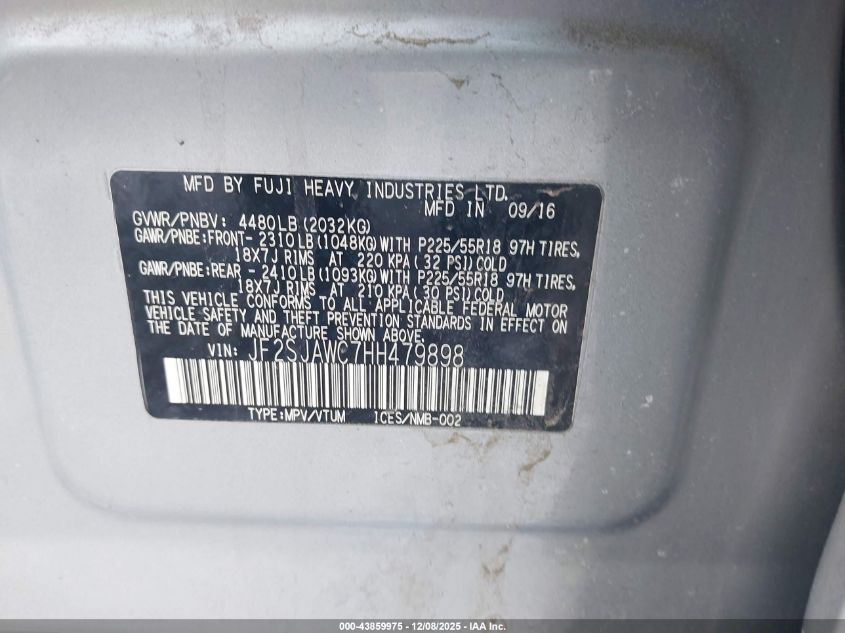 MFD BY FUJI HEAVY INDUSTRIES LTD.
MFD IN 09/16
GVWR/PNBV: 4480LB (2032KG)
GAWR/PNBE:FRONT- 2310LB (1048KG) WITH P225/55R18 97H TIRES,
18X7J RIMS AT 220 KPA ( 32 PSI) COLD
GAWR/PNBE:REAR - 2410LB (1093KG) WITH P225/55R18 97H TIRES,
18X7J RIMS AT 210 KPA ( 30 PSI) COLD
THIS VEHICLE CONFORMS TO ALL APPLICABLE FEDERAL MOTOR
VEHICLE SAFETY AND THEFT PREVENTION STANDARDS IN EFFECT ON
THE DATE OF MANUFACTURE SHOWN ABOVE.
VIN: JF2SJAWC7HH479898
TYPE:MPV/VTUM ICES/NMB-002
000-43859975 - 12/08/2025 - © IAA Inc.